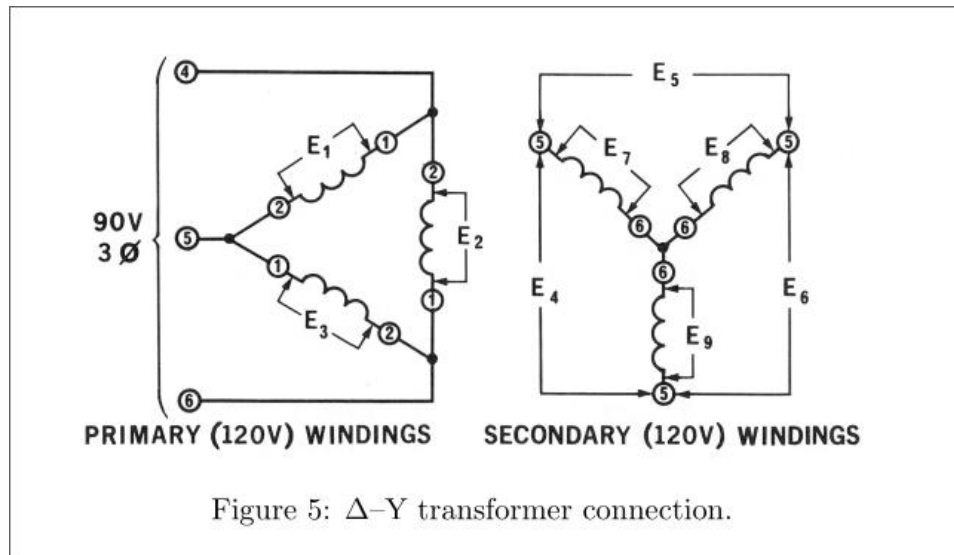 4
E5
5
5
1
E1
E7
E8
2
2
6
6
90V
3 Ø
5
E2
6
1
E4
E6
1
E3
E9
2
6
5
PRIMARY (120V) WINDINGS
SECONDARY (120V) WINDINGS
Figure 5: Δ–Y transformer connection.